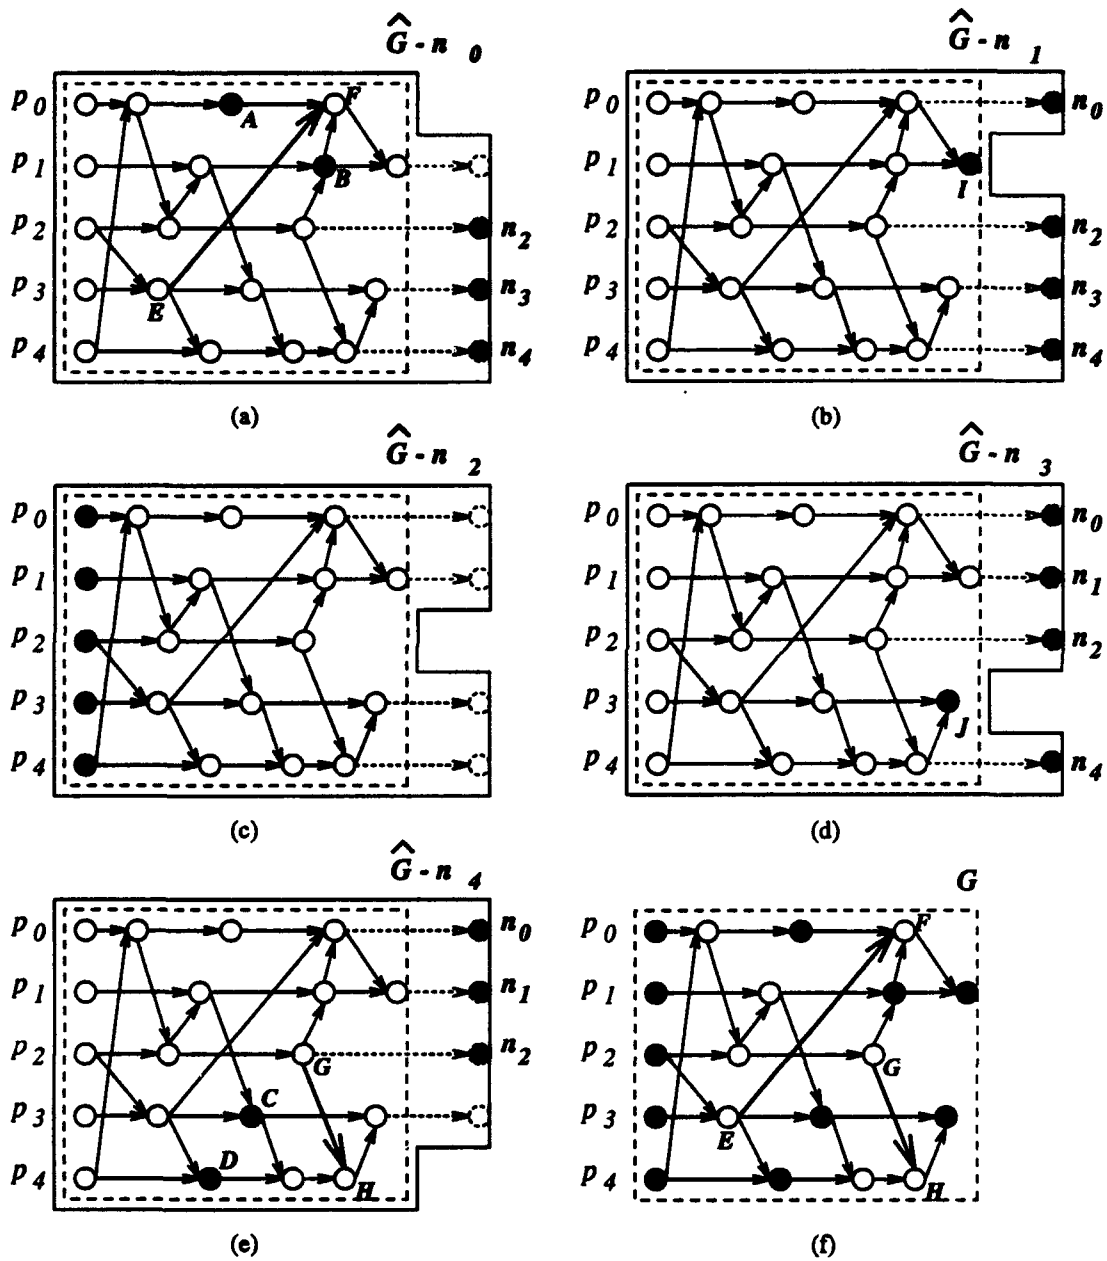 Ĝ - n 0
p 0
p 1
p 2
p 3
p 4
A
F
B
E
n 2
n 3
n 4
(a)
Ĝ - n 1
p 0
p 1
p 2
p 3
p 4
I
n 0
n 2
n 3
n 4
(b)
Ĝ - n 2
p 0
p 1
p 2
p 3
p 4
(c)
Ĝ - n 3
p 0
p 1
p 2
p 3
p 4
J
n 0
n 1
n 2
n 4
(d)
Ĝ - n 4
p 0
p 1
p 2
p 3
p 4
G
C
D
H
n 0
n 1
n 2
(e)
G
p 0
p 1
p 2
p 3
p 4
F
G
E
H
(f)